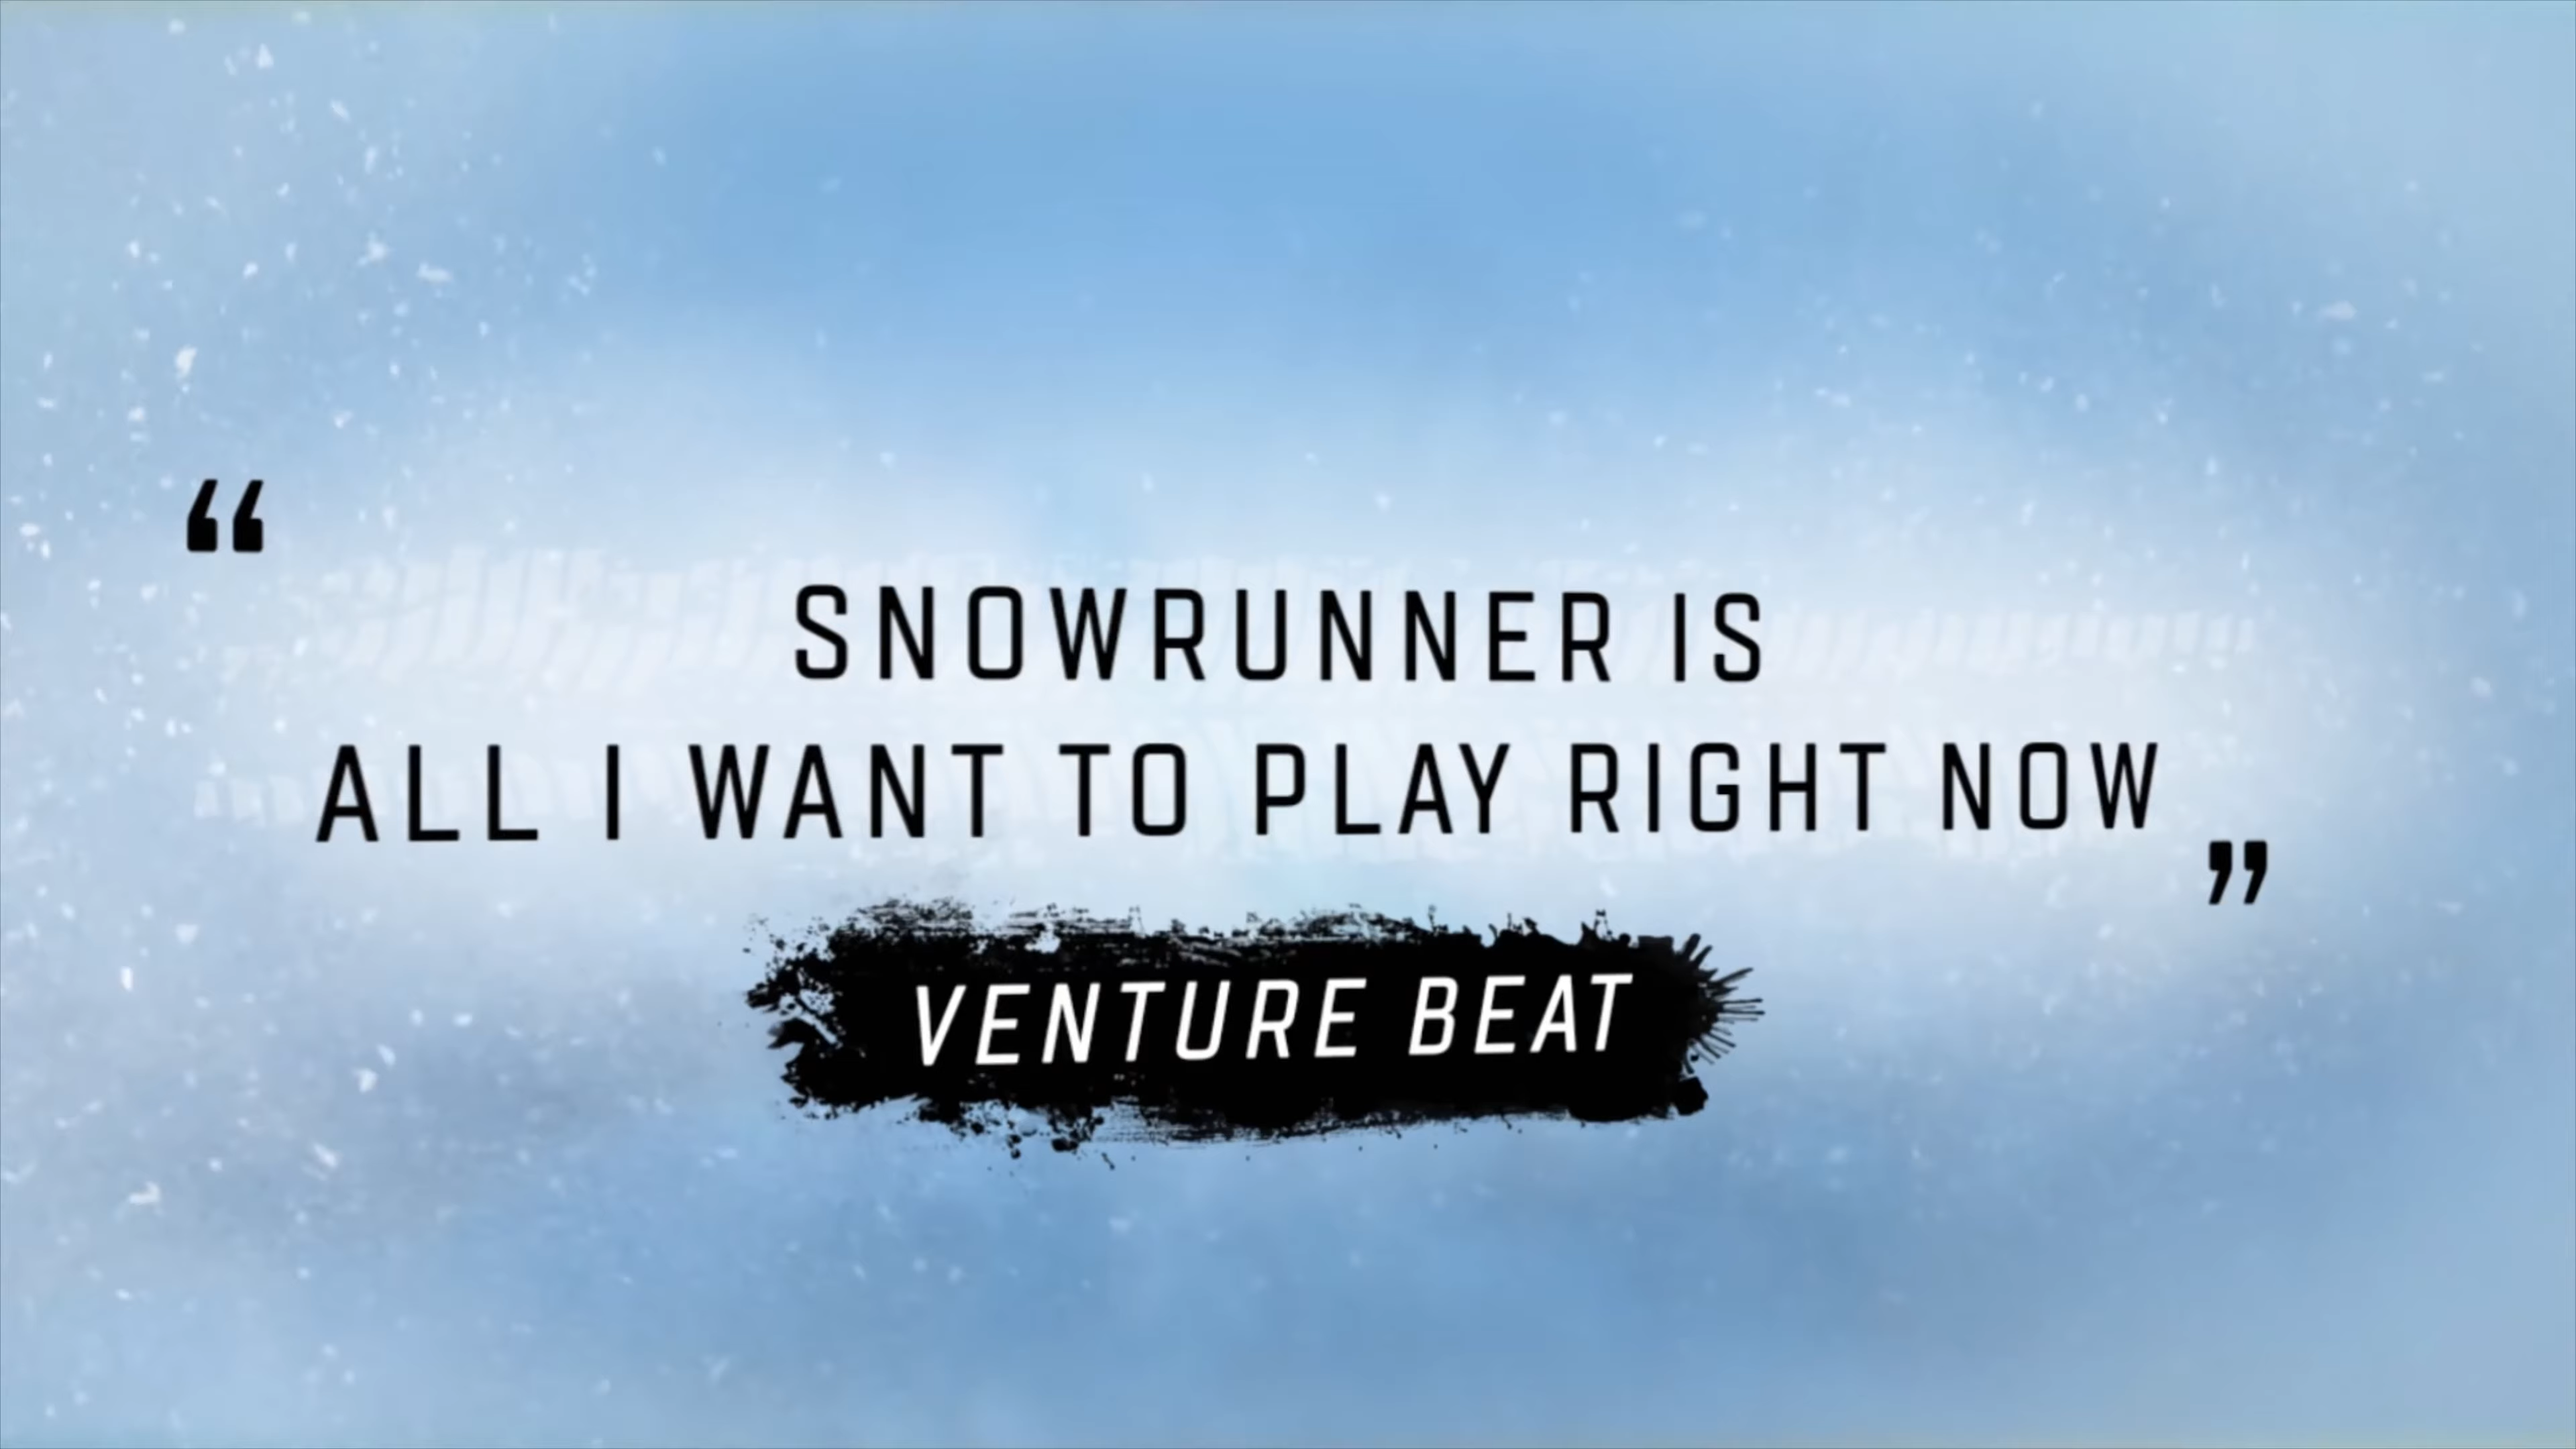 “
SNOWRUNNER IS
ALL I WANT TO PLAY RIGHT NOW
”
VENTURE BEAT